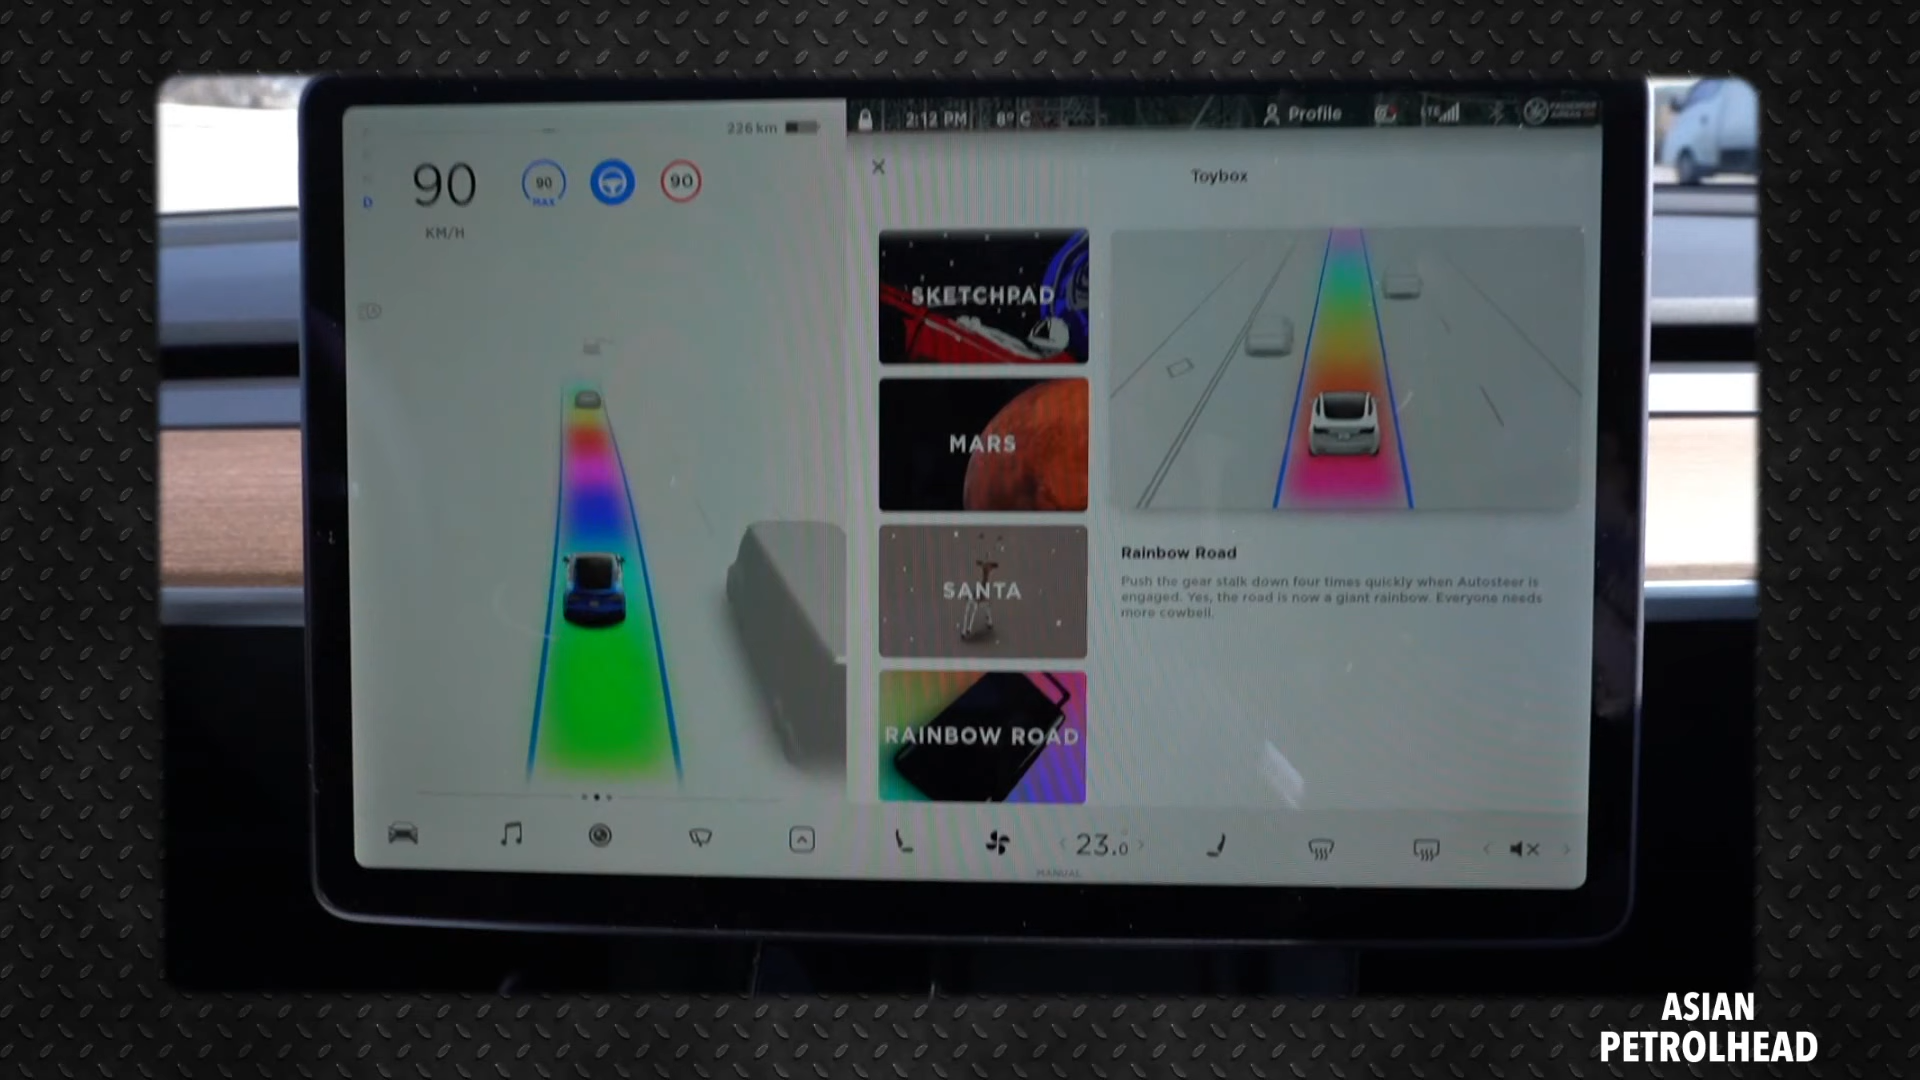 226 km
90
KM/H
90
MAX
90
D
2:12 PM
8°C
Profile
LTE
Toybox
SKETCHPAD
MARS
SANTA
RAINBOW ROAD
Rainbow Road
Push the gear stalk down four times quickly when Autosteer is
engaged. Yes, the road is now a giant rainbow. Everyone needs
more cowbell.
23.0
MANUAL
ASIAN
PETROLHEAD